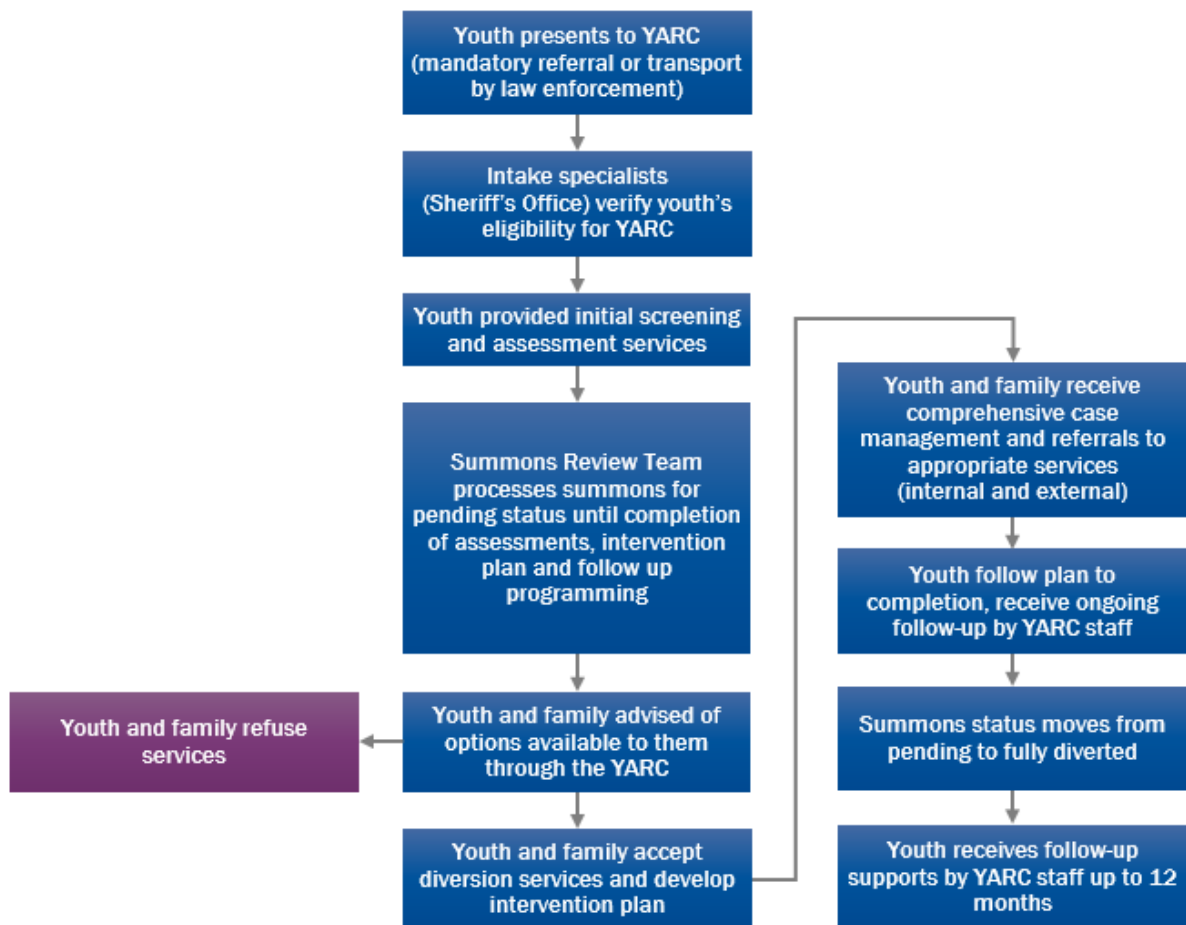 Youth presents to YARC
(mandatory referral or transport
by law enforcement)
Intake specialists
(Sheriff's Office) verify youth's
eligibility for YARC
Youth provided initial screening
and assessment services
Summons Review Team
processes summons for
pending status until completion
of assessments, intervention
plan and follow up
programming
Youth and family advised of
options available to them
through the YARC
Youth and family refuse
services
Youth and family accept
diversion services and develop
intervention plan
Youth and family receive
comprehensive case
management and referrals to
appropriate services
(internal and external)
Youth follow plan to
completion, receive ongoing
follow-up by YARC staff
Summons status moves from
pending to fully diverted
Youth receives follow-up
supports by YARC staff up to 12
months